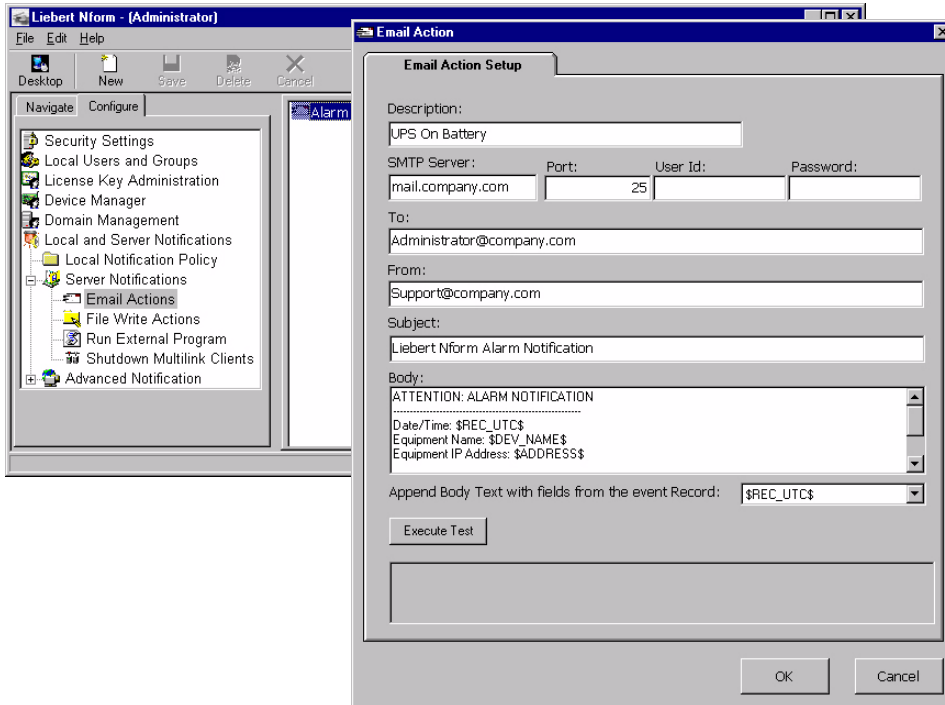 Liebert Nform - (Administrator)
File Edit Help
Desktop New Save Delete Cancel
Navigate Configure
Security Settings
Local Users and Groups
License Key Administration
Device Manager
Domain Management
Local and Server Notifications
Local Notification Policy
Server Notifications
Email Actions
File Write Actions
Run External Program
Shutdown Multilink Clients
Advanced Notification
Alarm
Email Action
Email Action Setup
Description:
UPS On Battery
SMTP Server: Port: User Id: Password:
mail.company.com 25
To:
Administrator@company.com
From:
Support@company.com
Subject:
Liebert Nform Alarm Notification
Body:
ATTENTION: ALARM NOTIFICATION
--------------------------------------------------------
Date/Time: $REC_UTC$
Equipment Name: $DEV_NAME$
Equipment IP Address: $ADDRESS$
Append Body Text with fields from the event Record: $REC_UTC$
Execute Test
OK Cancel